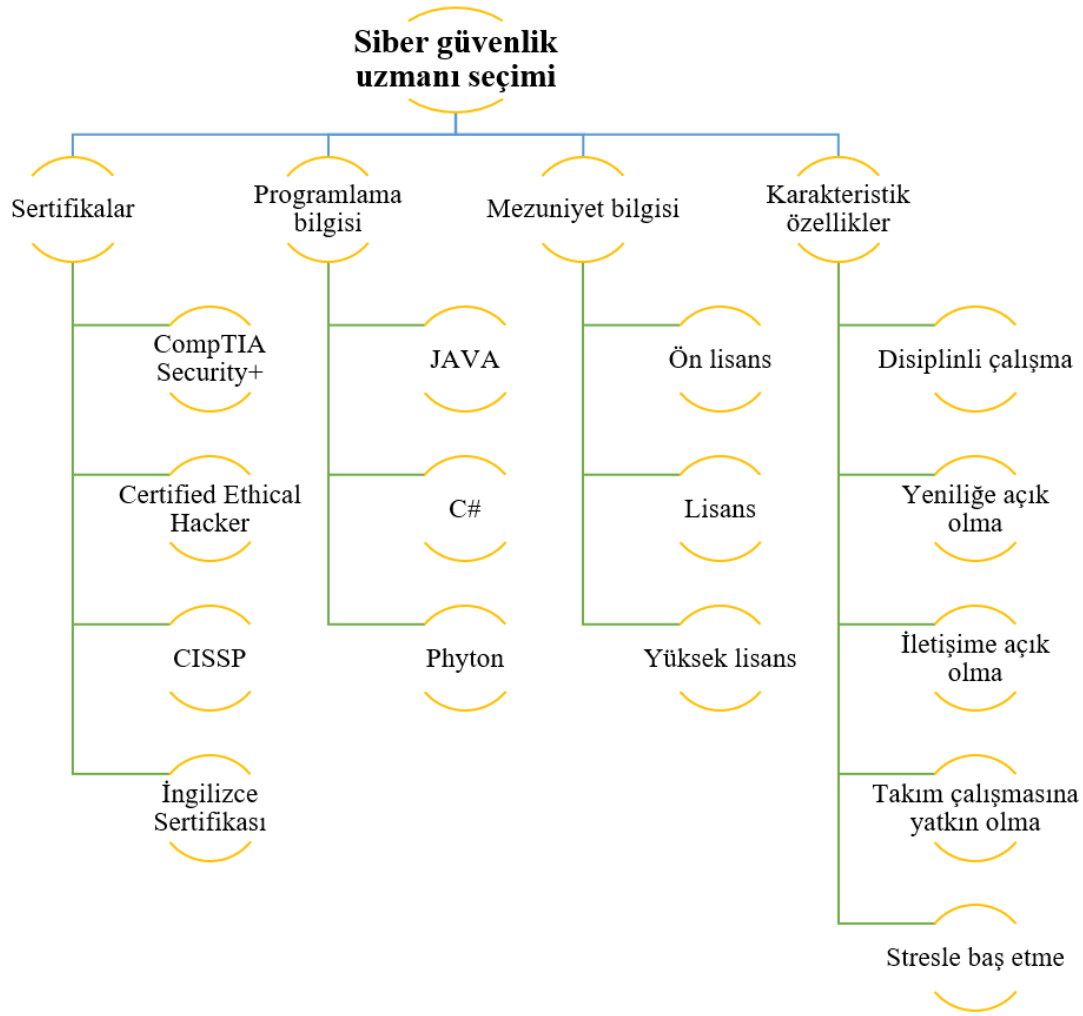 Siber güvenlik
uzmanı seçimi
Sertifikalar
Programlama
bilgisi
Mezuniyet bilgisi
Karakteristik
özellikler
CompTIA
Security+
Certified Ethical
Hacker
CISSP
İngilizce
Sertifikası
JAVA
C#
Phyton
Ön lisans
Lisans
Yüksek lisans
Disiplinli çalışma
Yeniliğe açık
olma
İletişime açık
olma
Takım çalışmasına
yatkın olma
Stresle baş etme